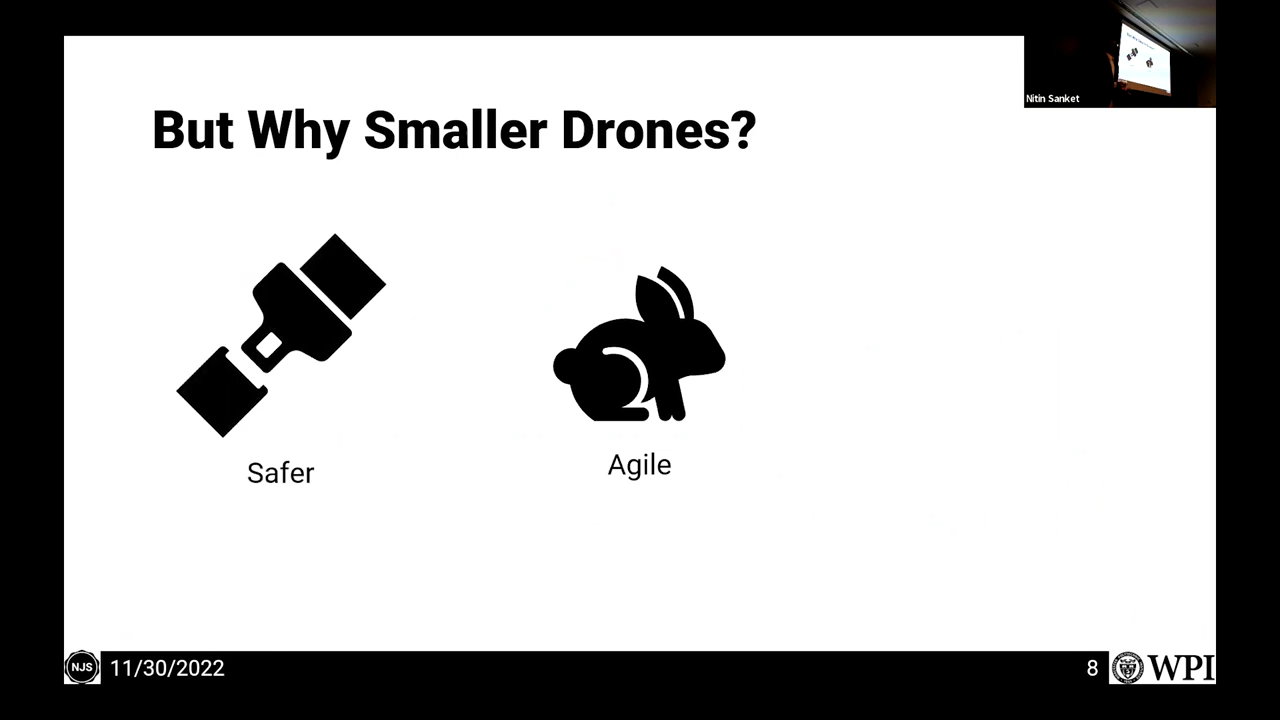 Nitin Sanket
But Why Smaller Drones?
Safer
Agile
NJS
11/30/2022
8
WPI